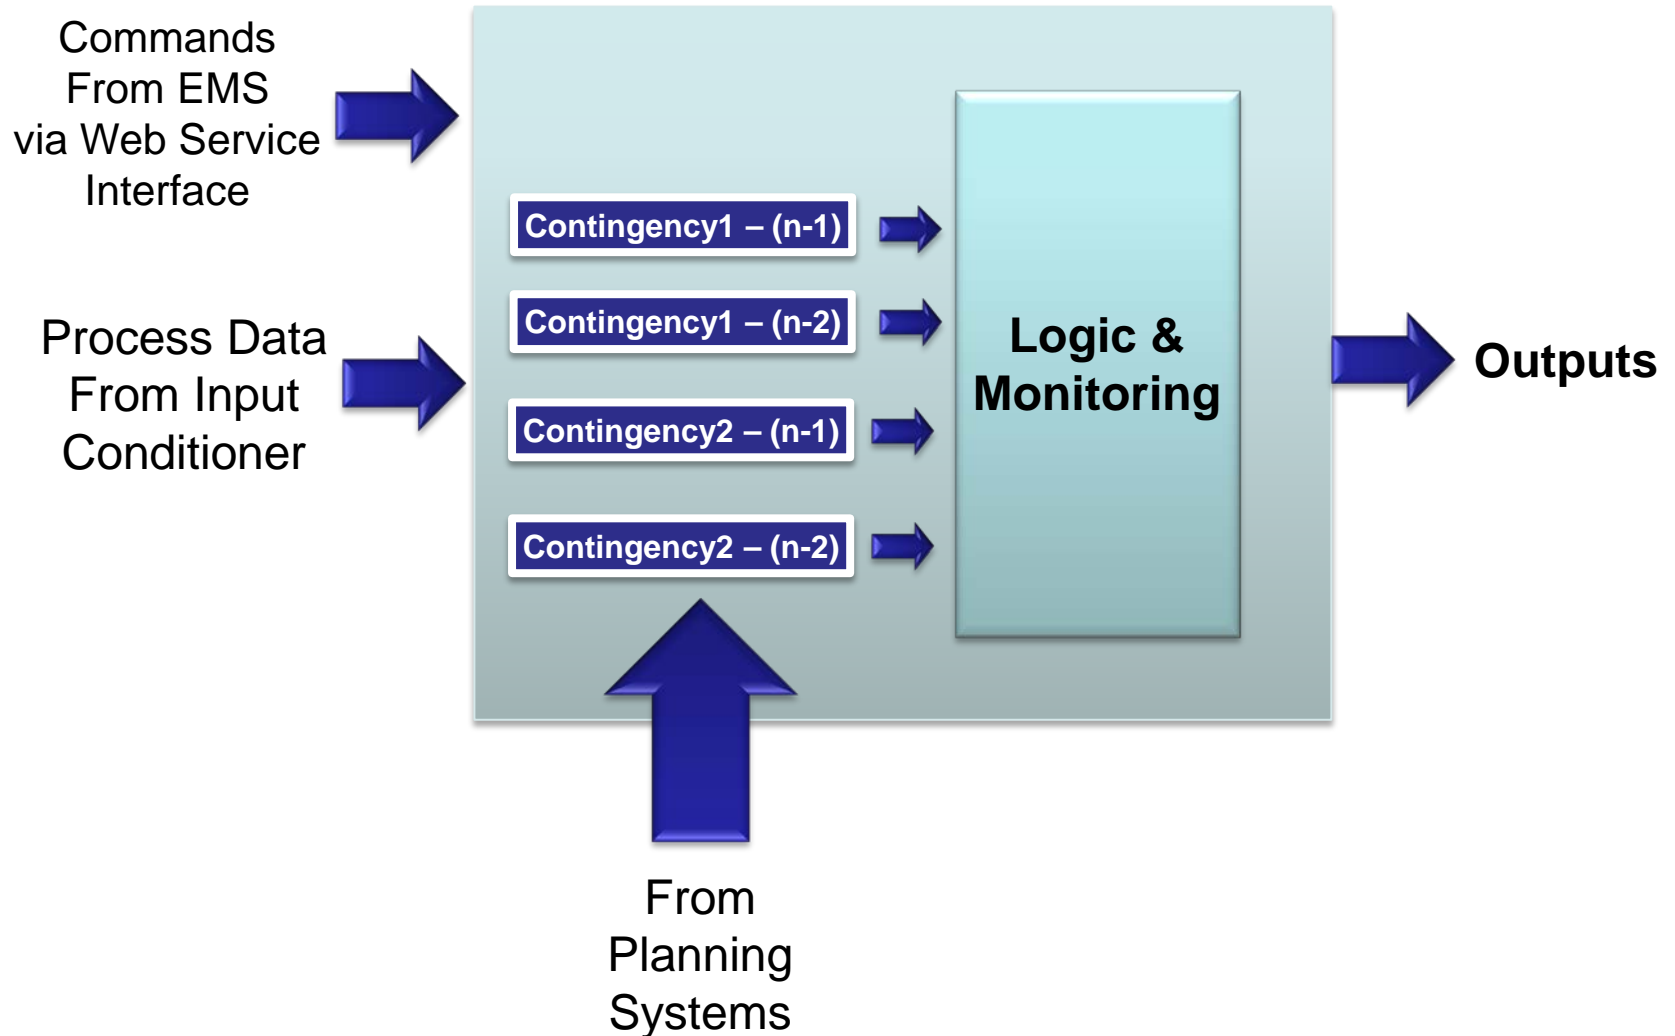 Commands
From EMS
via Web Service
Interface
Process Data
From Input
Conditioner
Contingency1 – (n-1)
Contingency1 – (n-2)
Contingency2 – (n-1)
Contingency2 – (n-2)
Logic &
Monitoring
Outputs
From
Planning
Systems